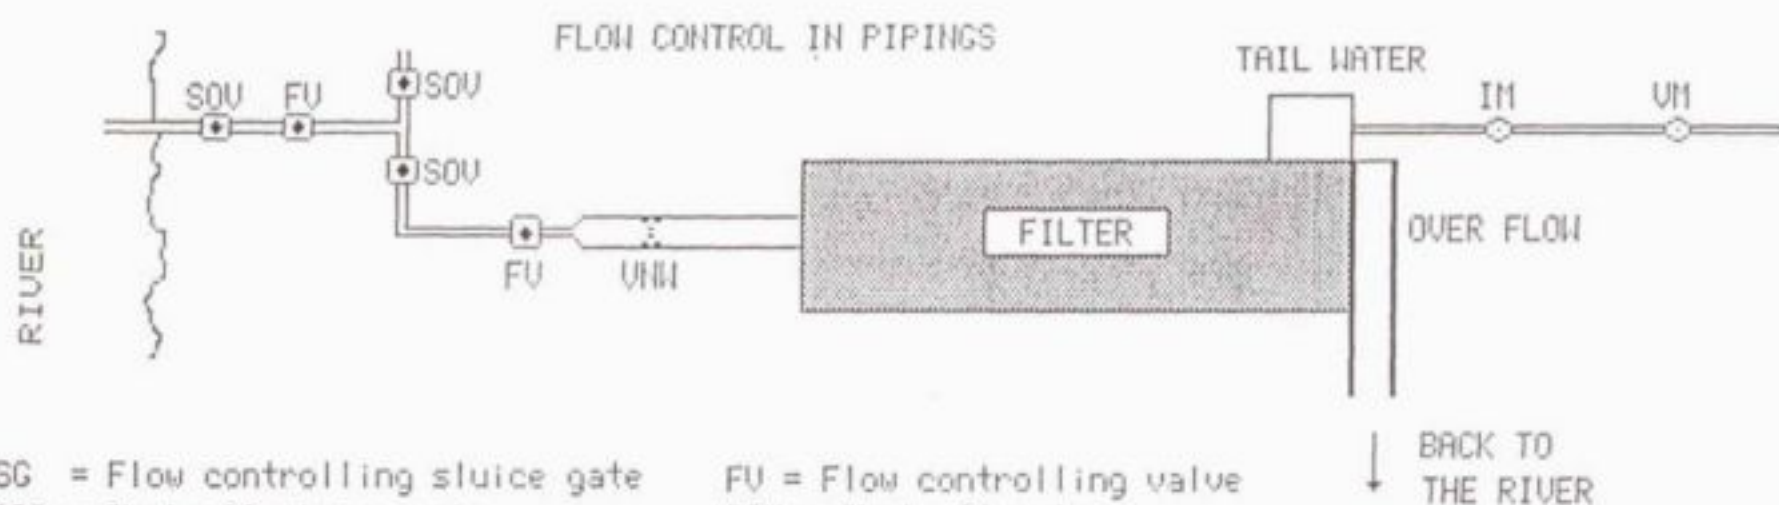 FLOW CONTROL IN PIPINGS
TAIL WATER
SOV
FV
SOV
IM
VM
SOV
RIVER
FILTER
OVER FLOW
FV
VNW
BACK TO
THE RIVER
SG = Flow controlling sluice gate
FV = Flow controlling valve